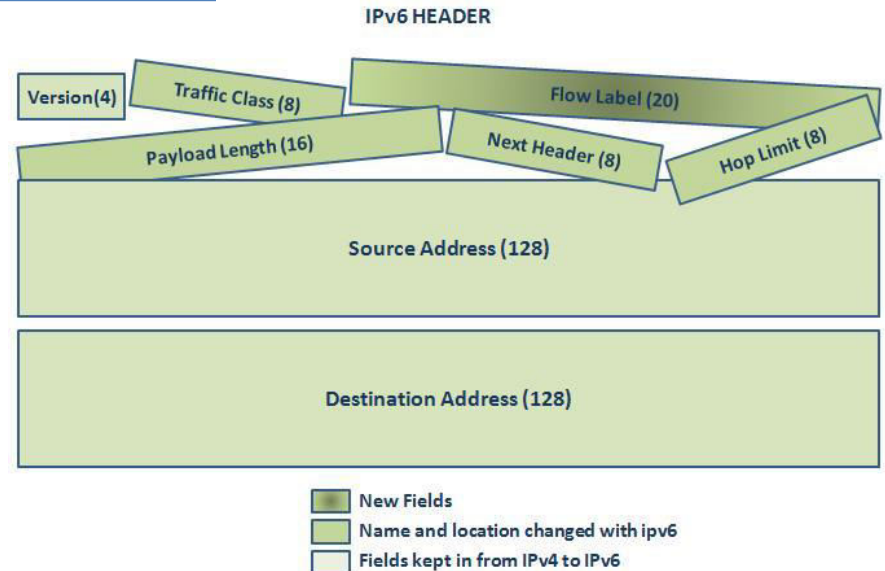 IPv6 HEADER
Version(4)
Traffic Class (8)
Flow Label (20)
Payload Length (16)
Next Header (8)
Hop Limit (8)
Source Address (128)
Destination Address (128)
New Fields
Name and location changed with ipv6
Fields kept in from IPv4 to IPv6